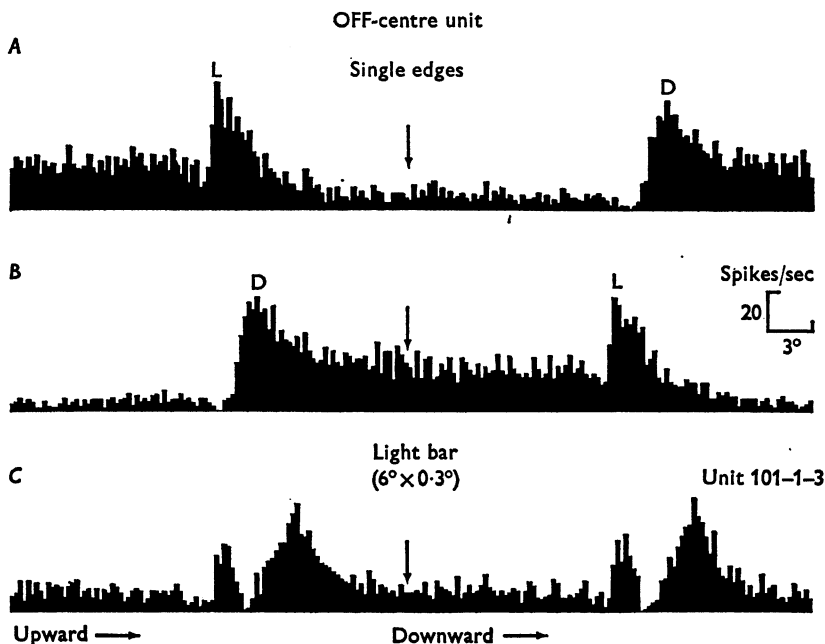 OFF-centre unit
A
L
Single edges
D
B
D
L
Spikes/sec
20
3°
Light bar
C
(6°×0·3°)
Unit 101–1–3
Upward
Downward